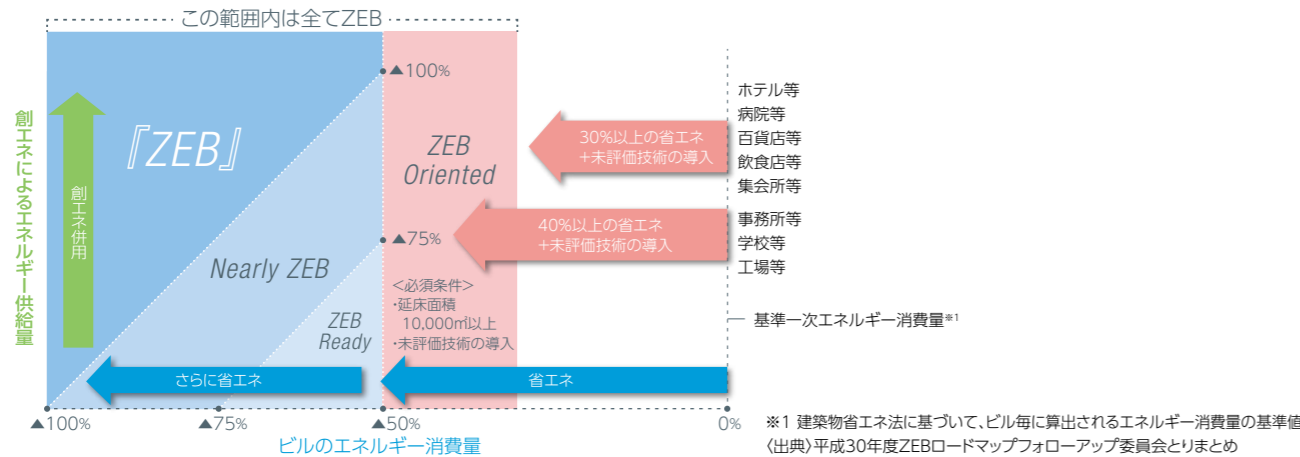 この範囲内は全てZEB
創エネによるエネルギー供給量
創エネ併用
『ZEB』
Nearly ZEB
ZEB
Ready
ZEB
Oriented
▲100%
▲75%
<必須条件>
・延床面積
10,000㎡以上
・未評価技術の導入
30%以上の省エネ
+未評価技術の導入
40%以上の省エネ
+未評価技術の導入
ホテル等
病院等
百貨店等
飲食店等
集会所等
事務所等
学校等
工場等
基準一次エネルギー消費量※1
さらに省エネ
省エネ
▲100%
▲75%
▲50%
0%
ビルのエネルギー消費量
※1 建築物省エネ法に基づいて、ビル毎に算出されるエネルギー消費量の基準値
〈出典〉平成30年度ZEBロードマップフォローアップ委員会とりまとめ